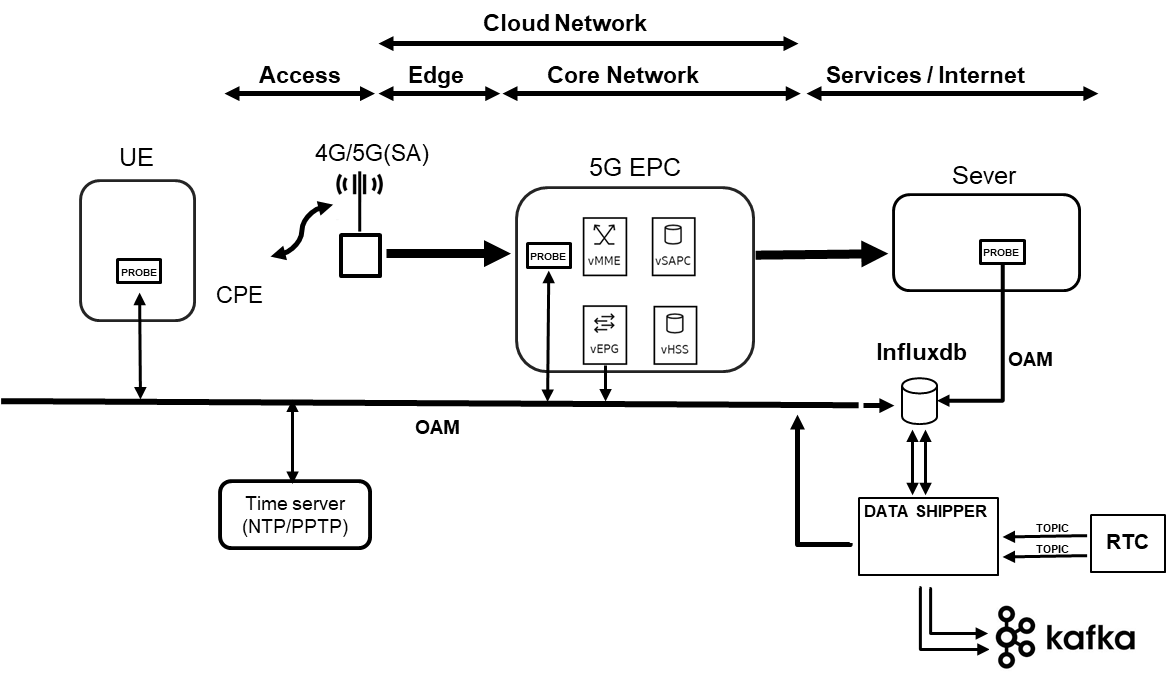 Cloud Network
Access
Edge
Core Network
Services / Internet
UE
4G/5G(SA)
5G EPC
Sever
PROBE
CPE
PROBE
vMME
vSAPC
vEPG
vHSS
PROBE
Influxdb
OAM
OAM
Time server
(NTP/PPTP)
DATA SHIPPER
TOPIC
TOPIC
RTC
kafka